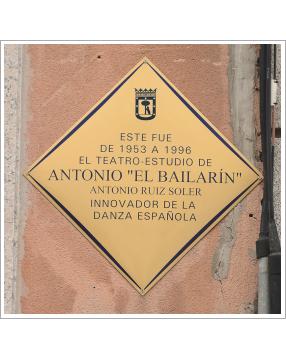 ESTE FUE
DE 1953 A 1996
EL TEATRO-ESTUDIO DE
ANTONIO "EL BAILARÍN"
ANTONIO RUIZ SOLER
INNOVADOR DE LA
DANZA ESPAÑOLA